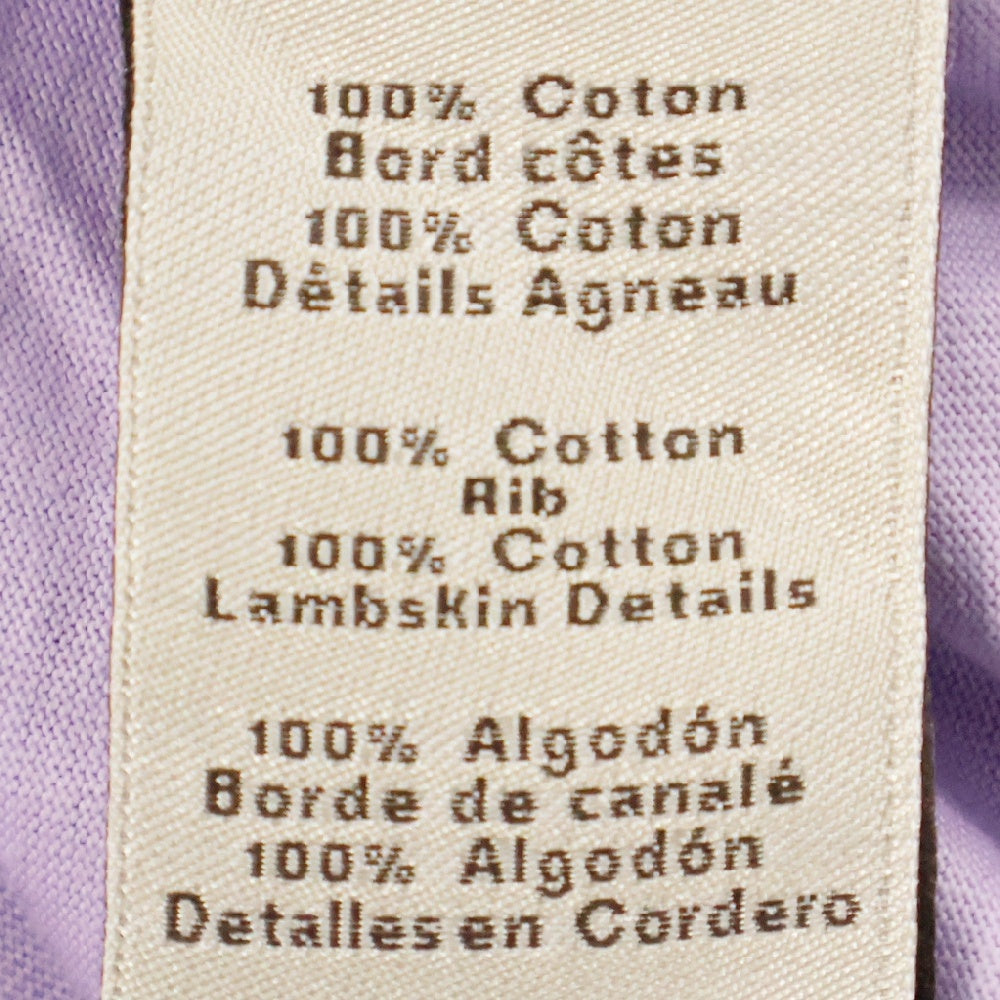 100% Coton
Bord côtes
100% Coton
Détails Agneau
100% Cotton
Rib
100% Cotton
Lambskin Details
100% Algodón
Borde de canalé
100% Algodón
Detalles en Cordero